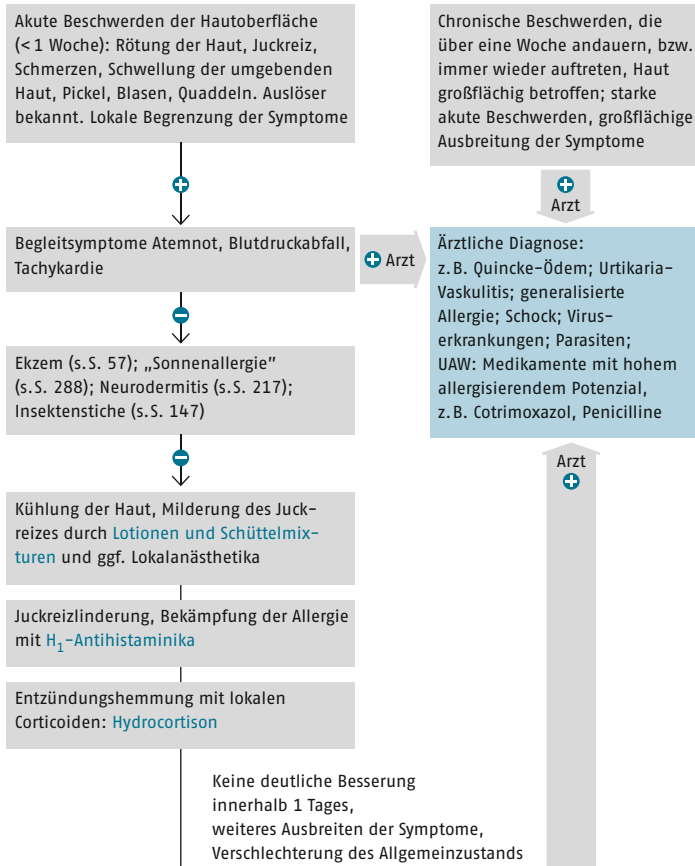 Akute Beschwerden der Hautoberfläche
(< 1 Woche): Rötung der Haut, Juckreiz,
Schmerzen, Schwellung der umgebenden
Haut, Pickel, Blasen, Quaddeln. Auslöser
bekannt. Lokale Begrenzung der Symptome
Chronische Beschwerden, die
über eine Woche andauern, bzw.
immer wieder auftreten, Haut
großflächig betroffen; starke
akute Beschwerden, großflächige
Ausbreitung der Symptome
+
+
Arzt
Begleitsymptome Atemnot, Blutdruckabfall,
Tachykardie
+ Arzt
Ärztliche Diagnose:
z. B. Quincke-Ödem; Urtikaria-
Vaskulitis; generalisierte
Allergie; Schock; Virus-
erkrankungen; Parasiten;
UAW: Medikamente mit hohem
allergisierendem Potenzial,
z. B. Cotrimoxazol, Penicilline
−
Ekzem (s. S. 57); „Sonnenallergie”
(s. S. 288); Neurodermitis (s. S. 217);
Insektenstiche (s. S. 147)
−
Arzt
+
Kühlung der Haut, Milderung des Juck-
reizes durch Lotionen und Schüttelmix-
turen und ggf. Lokalanästhetika
Juckreizlinderung, Bekämpfung der Allergie
mit H₁-Antihistaminika
Entzündungshemmung mit lokalen
Corticoiden: Hydrocortison
Keine deutliche Besserung
innerhalb 1 Tages,
weiteres Ausbreiten der Symptome,
Verschlechterung des Allgemeinzustands